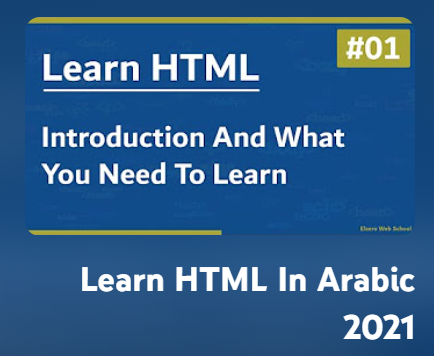 #01
Learn HTML
Introduction And What
You Need To Learn
Elzero Web School
Learn HTML In Arabic
2021